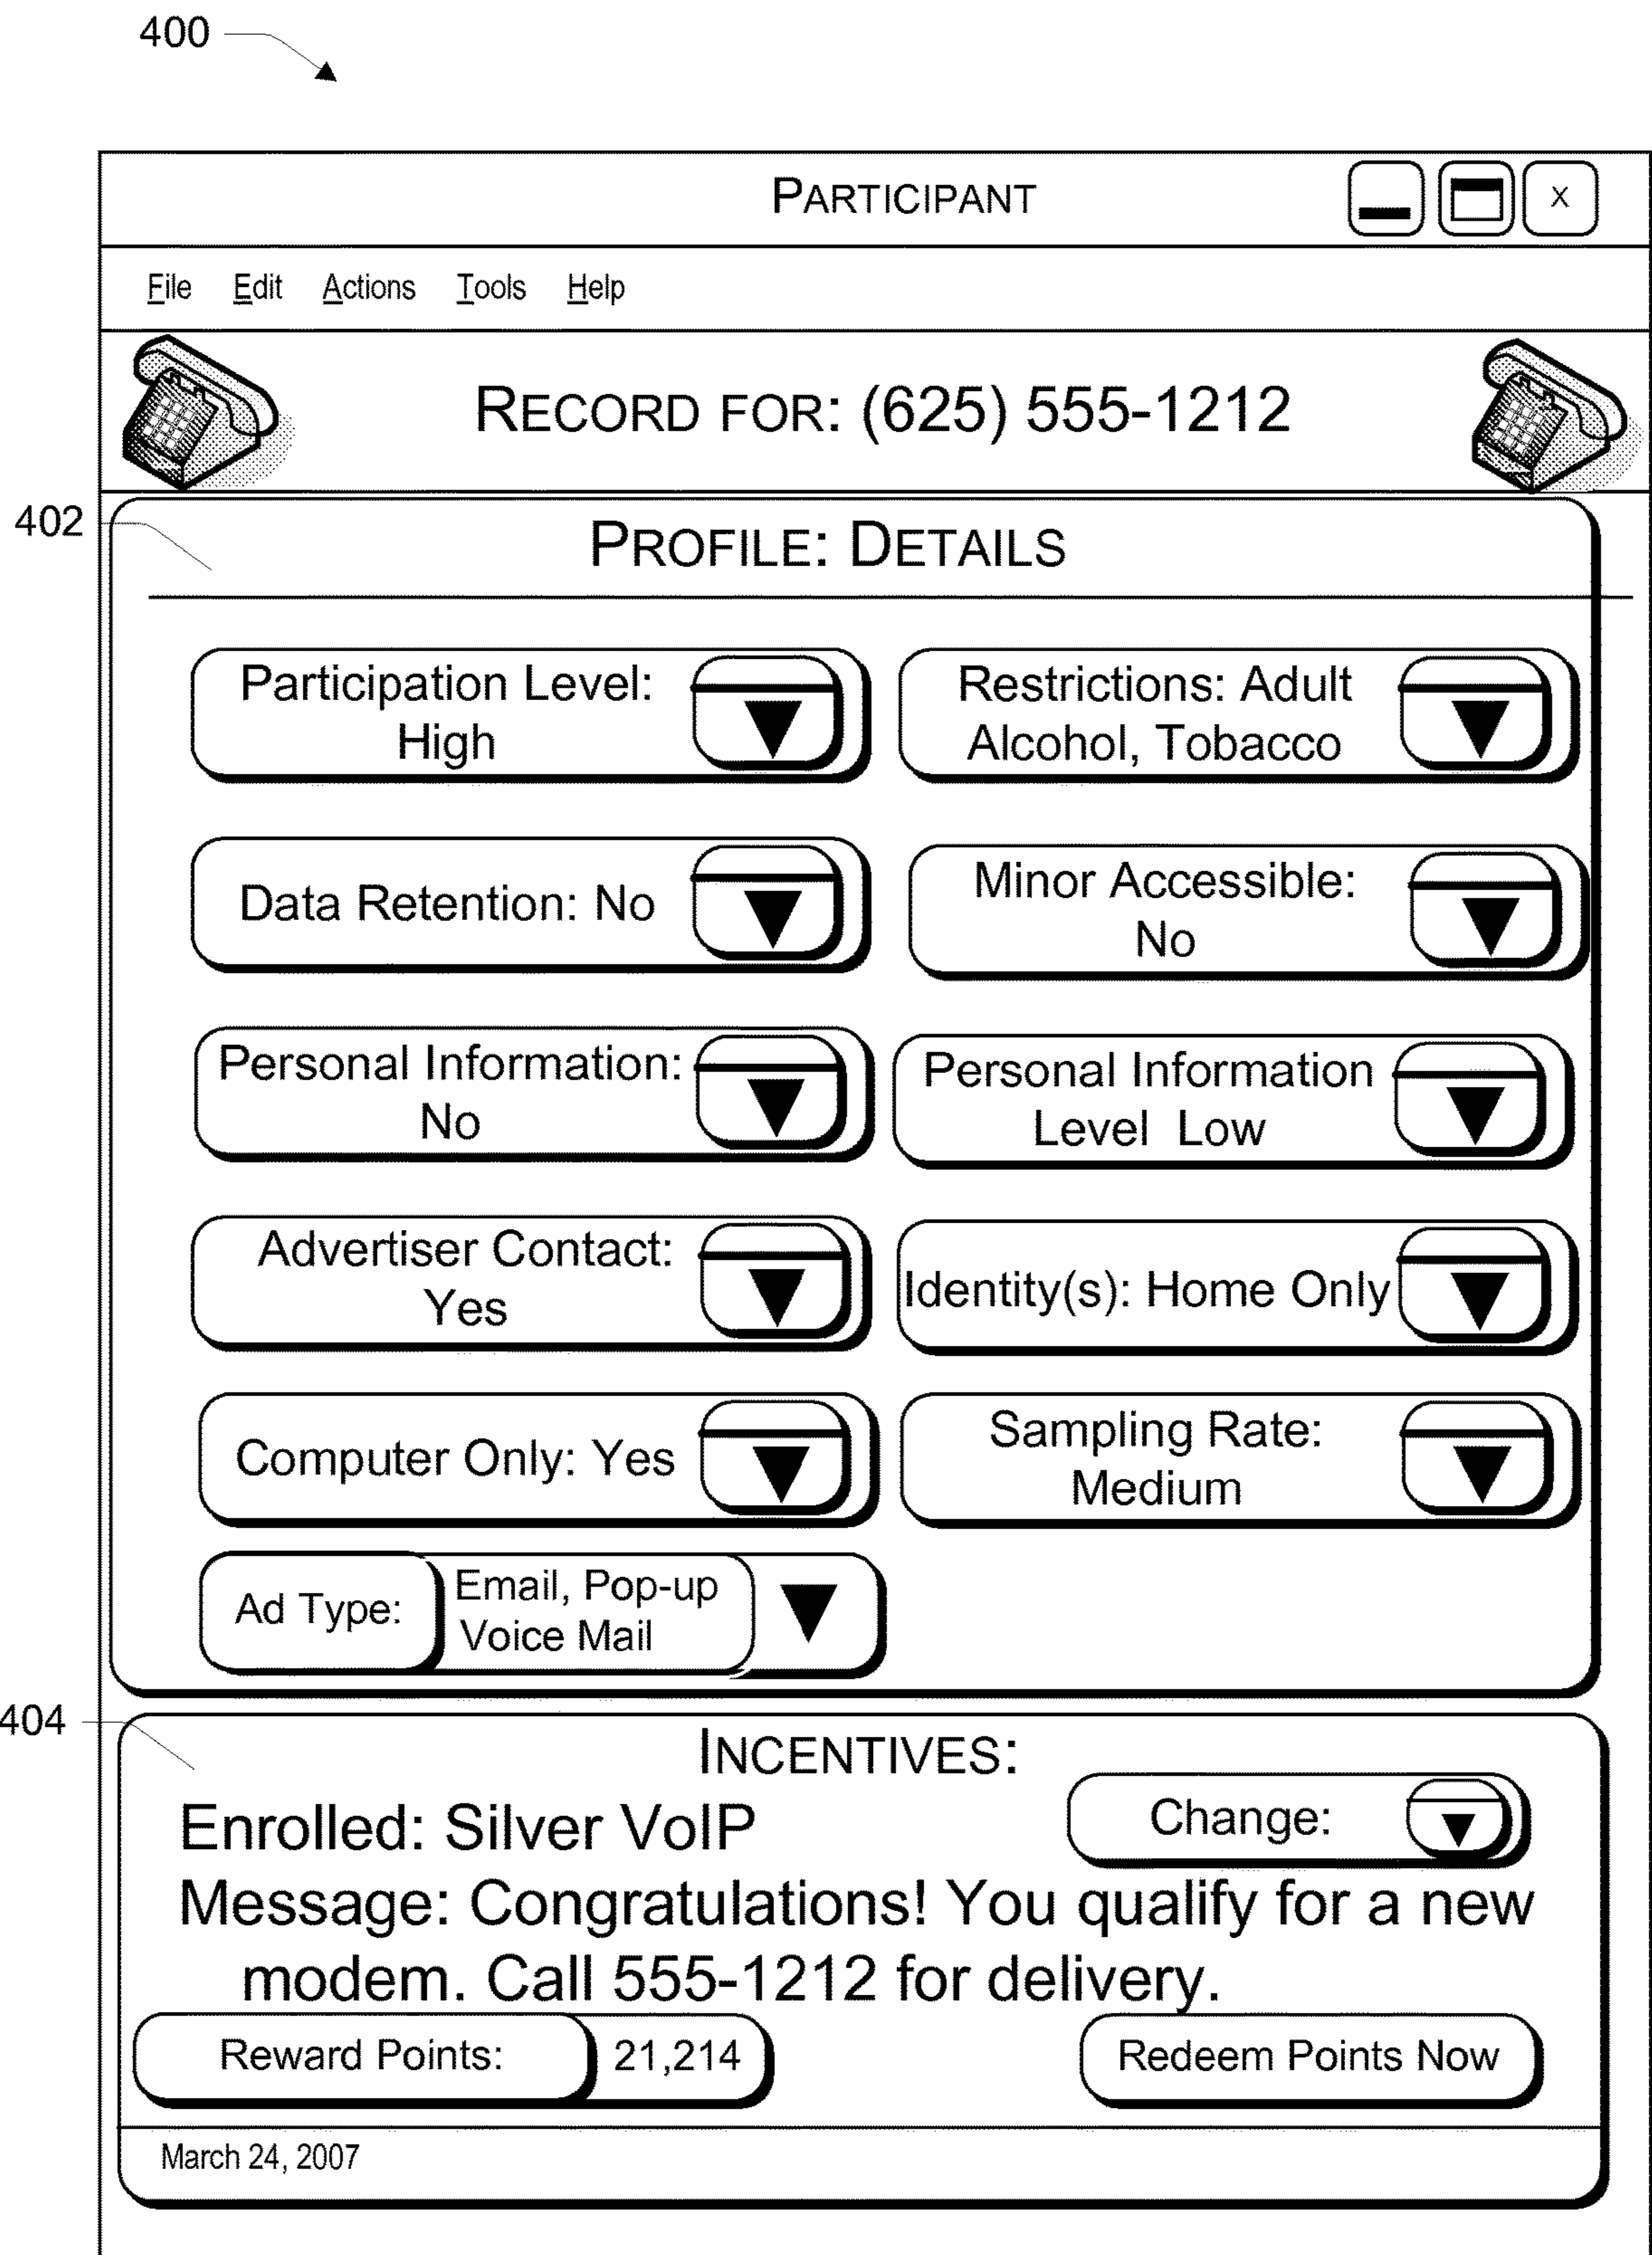 400
PARTICIPANT
X
File Edit Actions Tools Help
RECORD FOR: (625) 555-1212
402
PROFILE: DETAILS
Participation Level:
High
Restrictions: Adult
Alcohol, Tobacco
Data Retention: No
Minor Accessible:
No
Personal Information:
No
Personal Information
Level Low
Advertiser Contact:
Yes
Identity(s): Home Only
Computer Only: Yes
Sampling Rate:
Medium
Ad Type:
Email, Pop-up
Voice Mail
404
INCENTIVES:
Enrolled: Silver VoIP
Change:
Message: Congratulations! You qualify for a new
modem. Call 555-1212 for delivery.
Reward Points: 21,214
Redeem Points Now
March 24, 2007